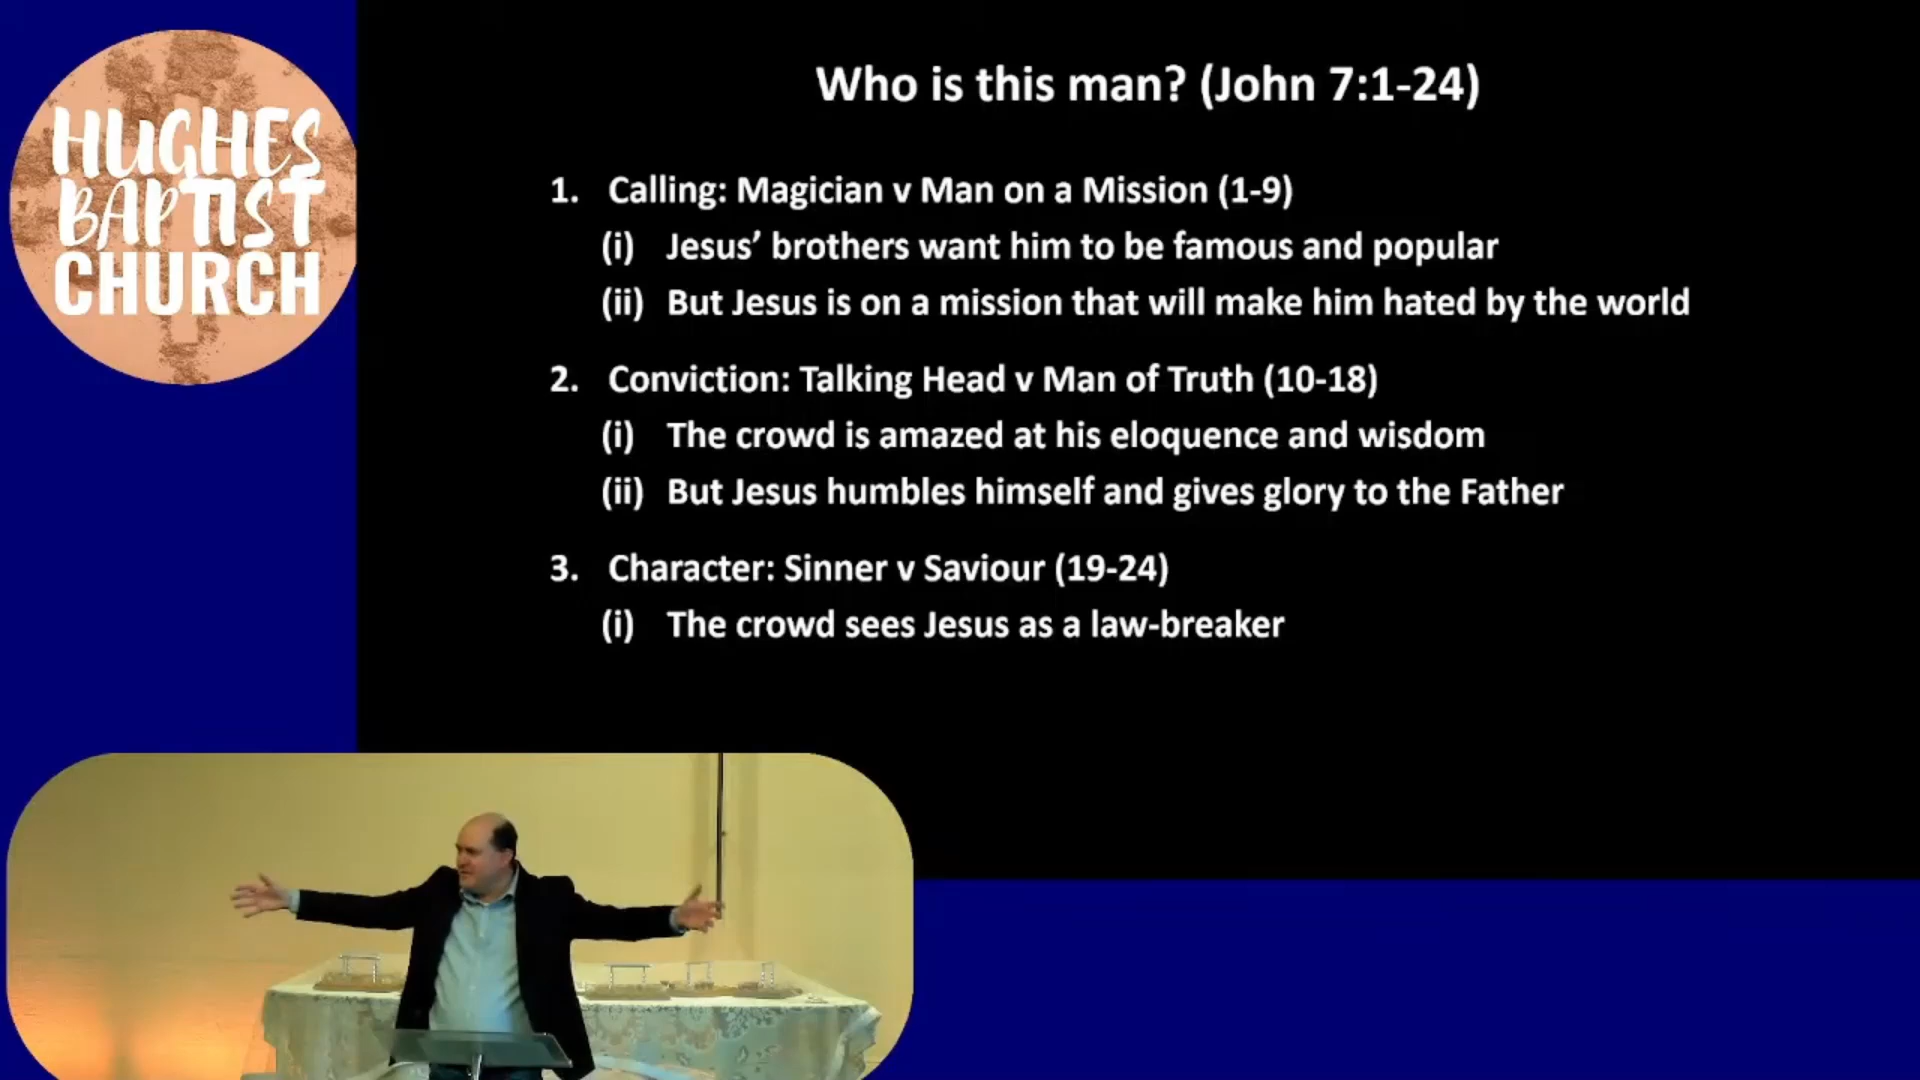 HUGHES
BAPTIST
CHURCH
Who is this man? (John 7:1-24)
1. Calling: Magician v Man on a Mission (1-9)
(i) Jesus’ brothers want him to be famous and popular
(ii) But Jesus is on a mission that will make him hated by the world
2. Conviction: Talking Head v Man of Truth (10-18)
(i) The crowd is amazed at his eloquence and wisdom
(ii) But Jesus humbles himself and gives glory to the Father
3. Character: Sinner v Saviour (19-24)
(i) The crowd sees Jesus as a law-breaker